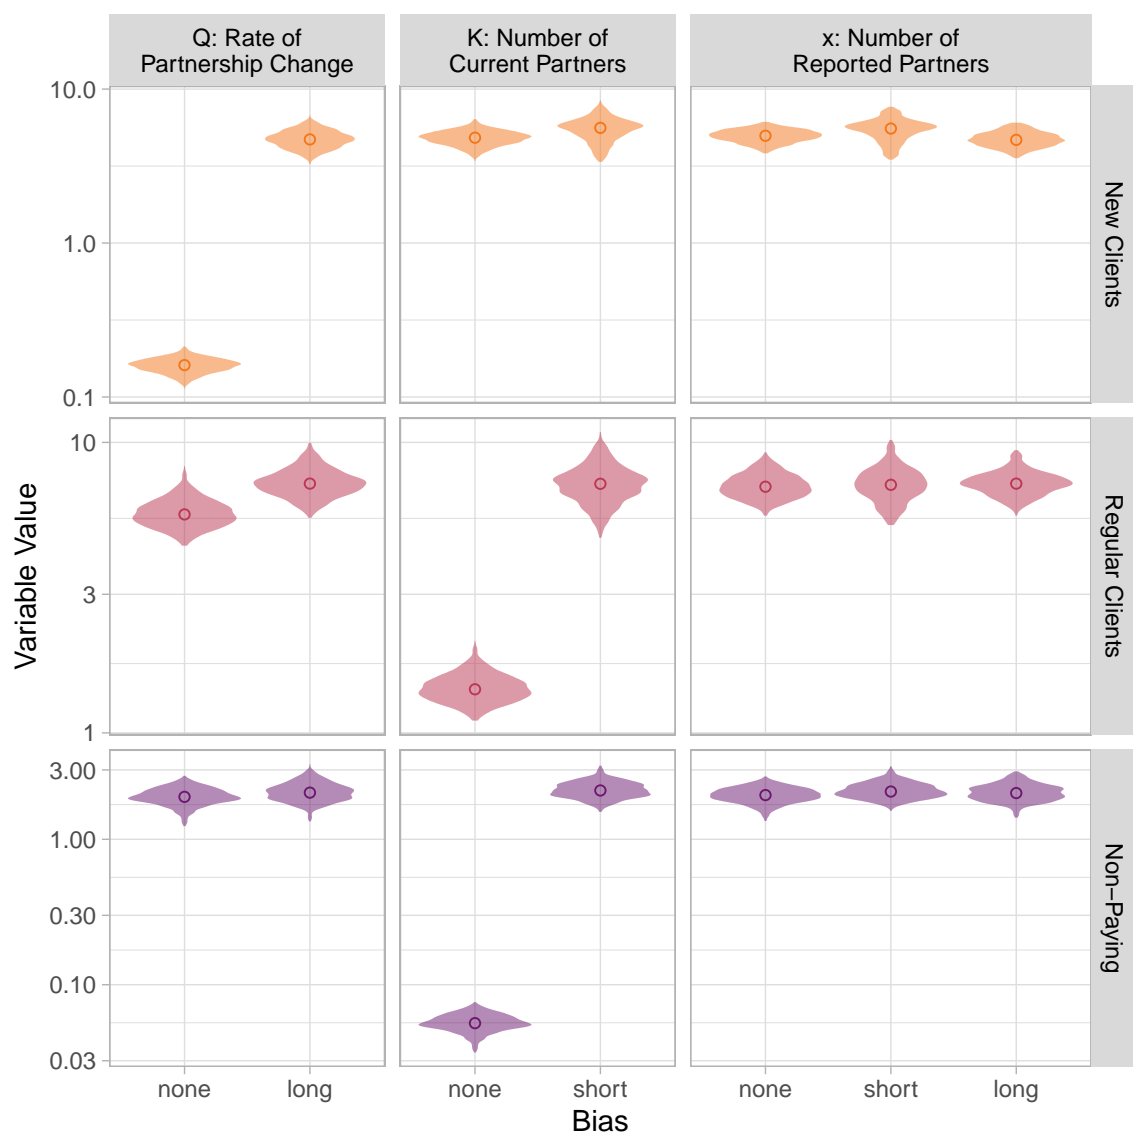 Q: Rate of
Partnership Change
K: Number of
Current Partners
x: Number of
Reported Partners
10.0
1.0
0.1
New Clients
10
3
1
Regular Clients
3.00
1.00
0.30
0.10
0.03
Non−Paying
Variable Value
none
long
none
short
none
short
long
Bias